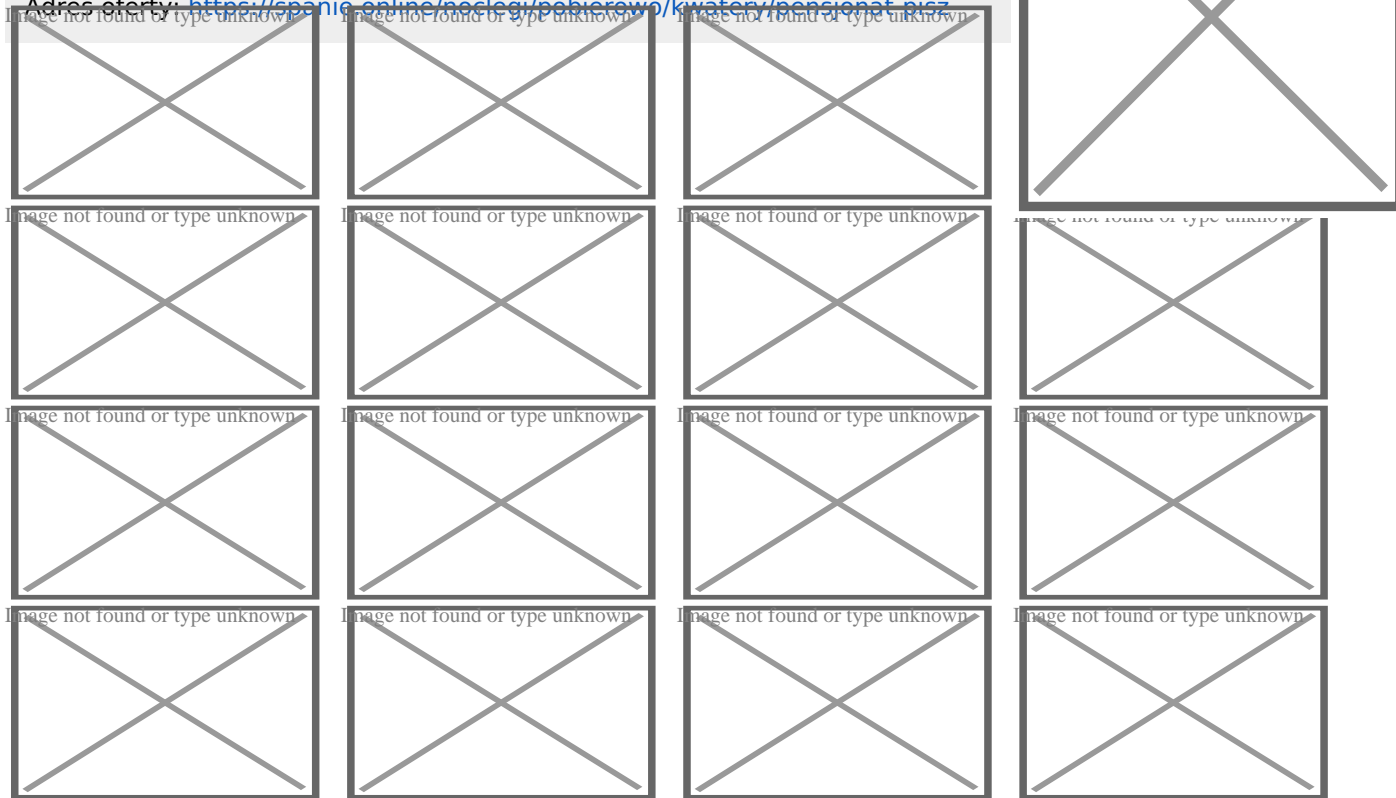 Adres oferty: https://spanie.online/noclegi/pobierowo/kwatery/pensjonat-pisz
Image not found or type unknown Image not found or type unknown Image not found or type unknown
Image not found or type unknown Image not found or type unknown Image not found or type unknown Image not found or type unknown
Image not found or type unknown Image not found or type unknown Image not found or type unknown Image not found or type unknown
Image not found or type unknown Image not found or type unknown Image not found or type unknown Image not found or type unknown